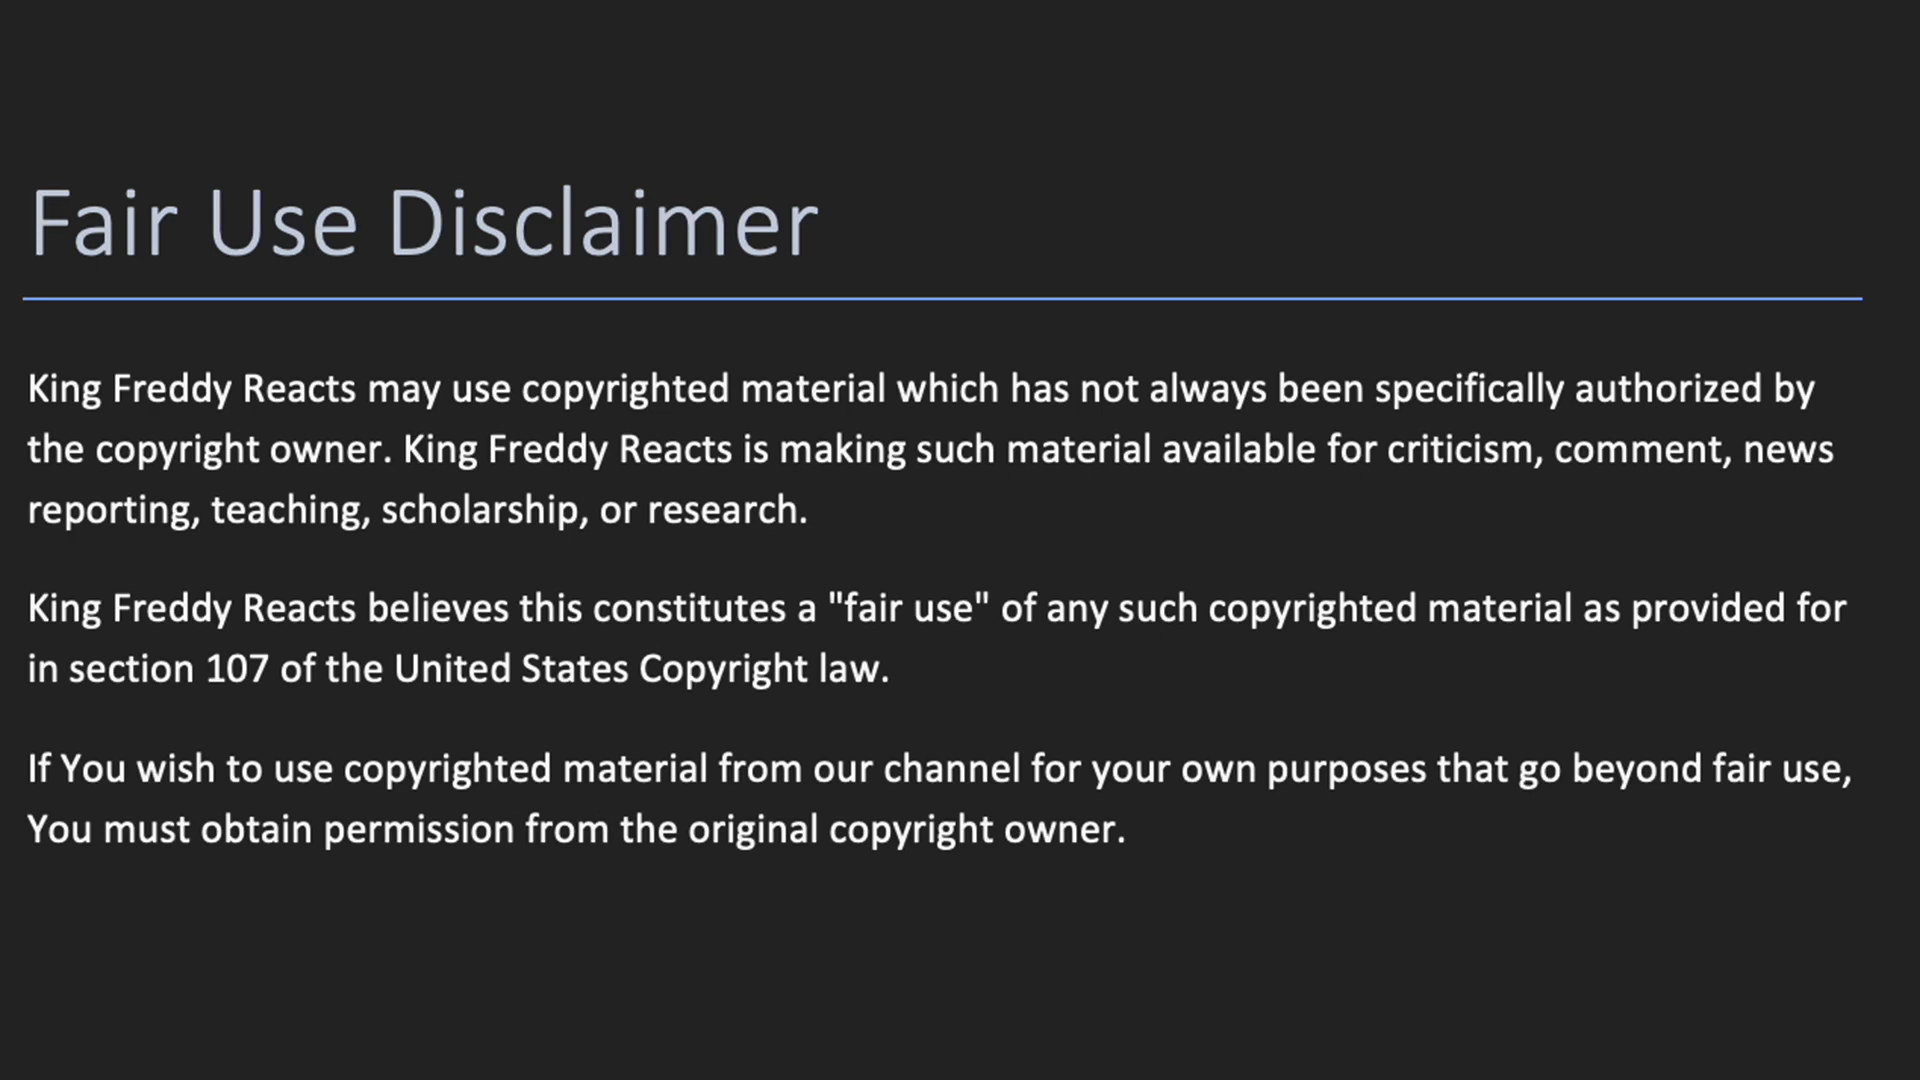 Fair Use Disclaimer
King Freddy Reacts may use copyrighted material which has not always been specifically authorized by
the copyright owner. King Freddy Reacts is making such material available for criticism, comment, news
reporting, teaching, scholarship, or research.
King Freddy Reacts believes this constitutes a "fair use" of any such copyrighted material as provided for
in section 107 of the United States Copyright law.
If You wish to use copyrighted material from our channel for your own purposes that go beyond fair use,
You must obtain permission from the original copyright owner.